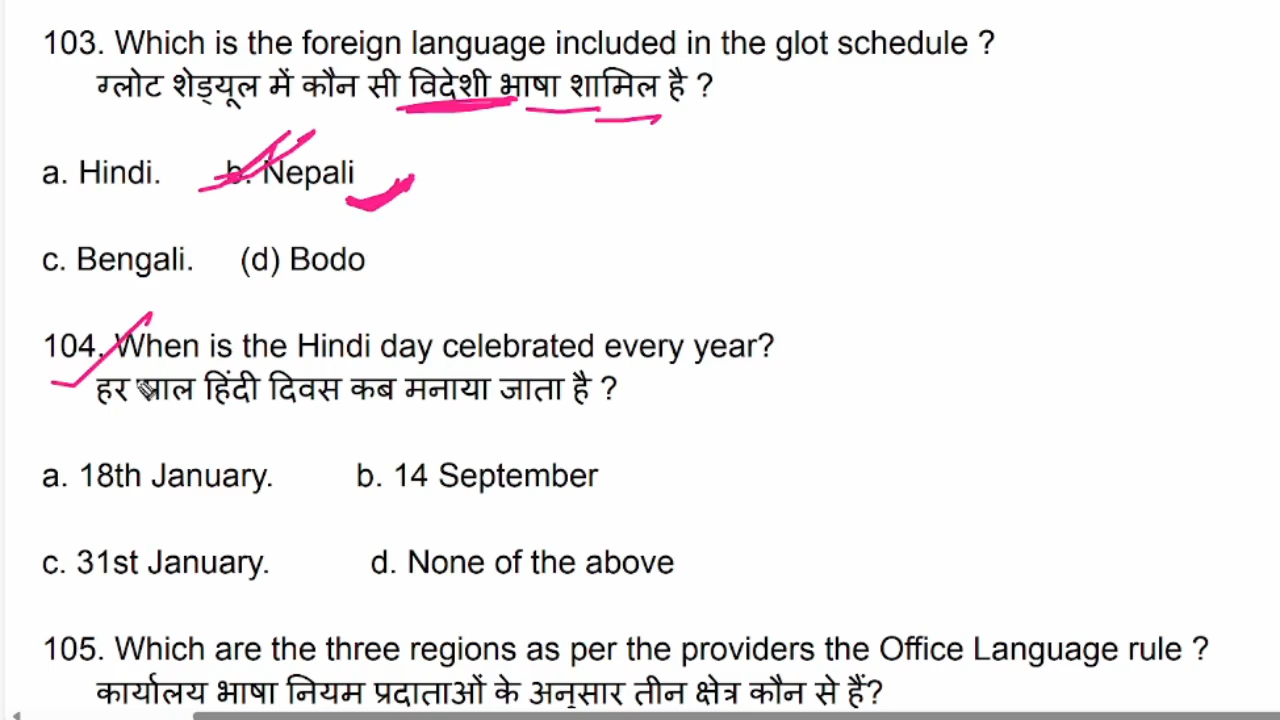 103. Which is the foreign language included in the glot schedule ?
ग्लोट शेड्यूल में कौन सी विदेशी भाषा शामिल है ?
a. Hindi. b. Nepali
c. Bengali. (d) Bodo
104. When is the Hindi day celebrated every year?
हर साल हिंदी दिवस कब मनाया जाता है ?
a. 18th January. b. 14 September
c. 31st January. d. None of the above
105. Which are the three regions as per the providers the Office Language rule ?
कार्यालय भाषा नियम प्रदाताओं के अनुसार तीन क्षेत्र कौन से हैं?